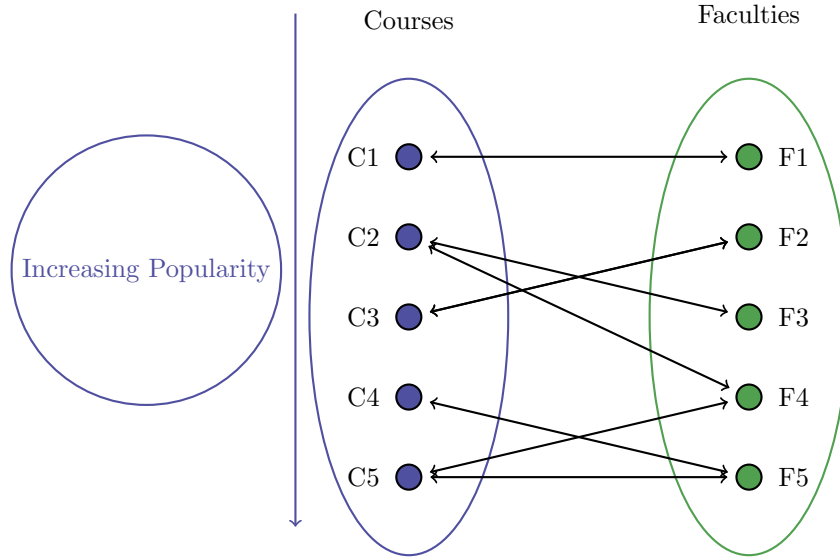 Courses
Faculties
C1
F1
C2
F2
Increasing Popularity
C3
F3
C4
F4
C5
F5